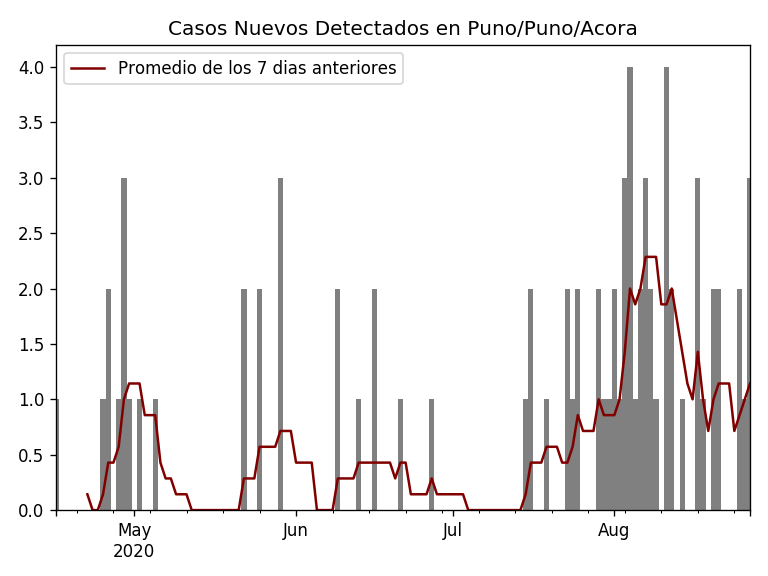 Casos Nuevos Detectados en Puno/Puno/Acora
Promedio de los 7 dias anteriores
4.0
3.5
3.0
2.5
2.0
1.5
1.0
0.5
0.0
May
2020
Jun
Jul
Aug